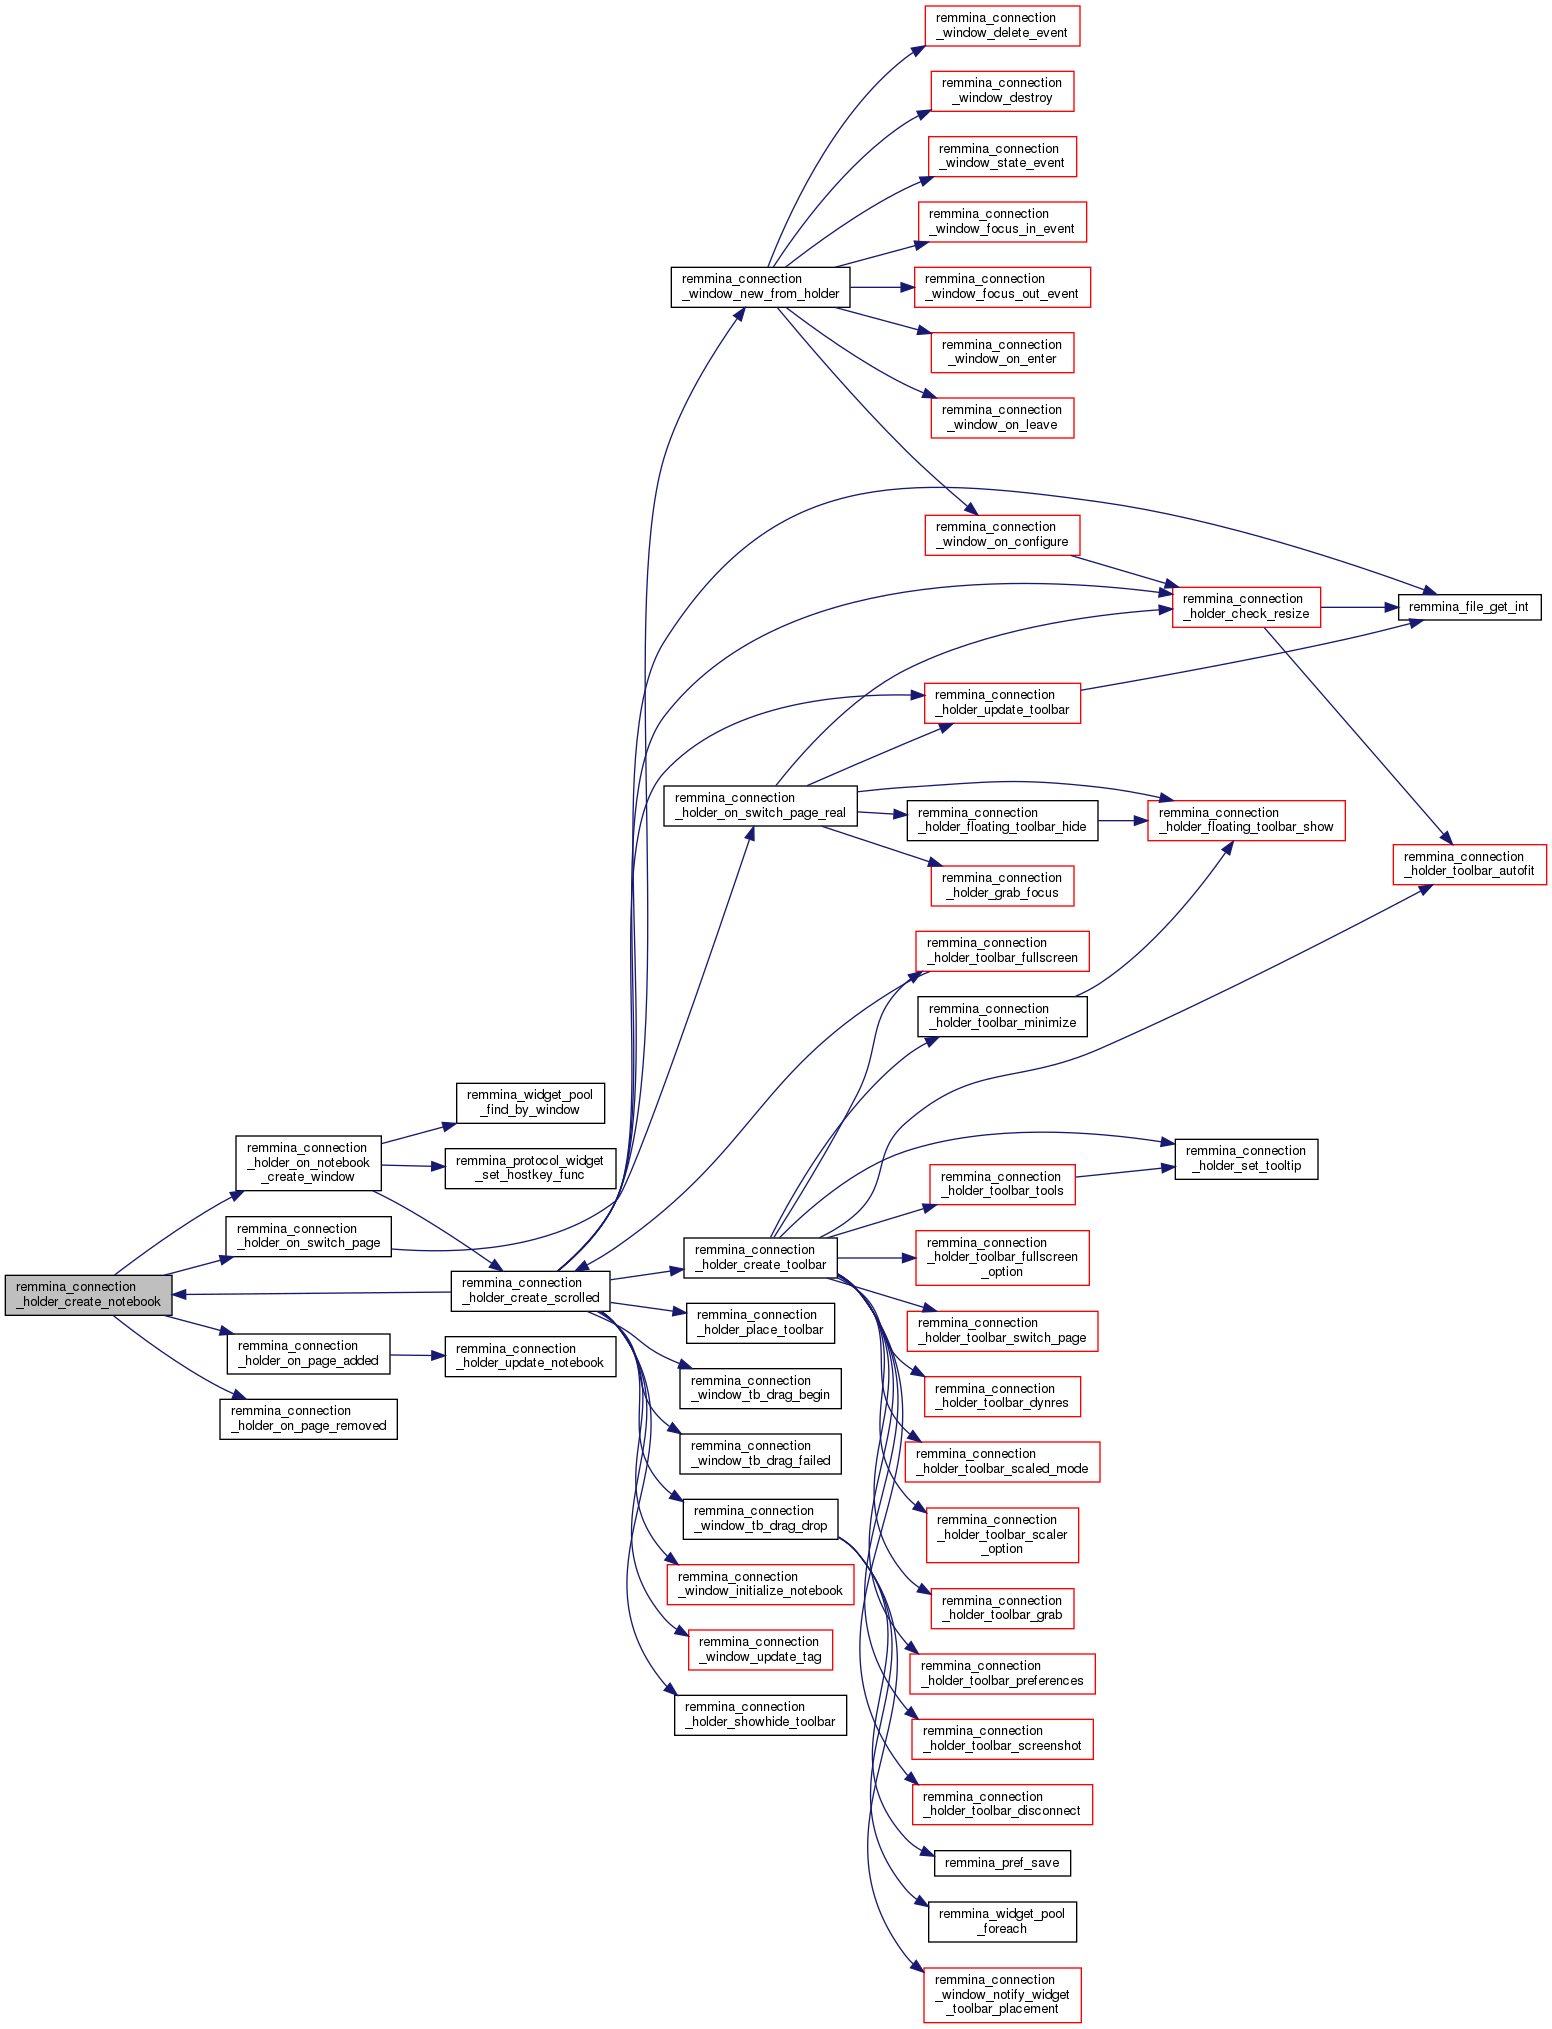 remmina_connection
_window_delete_event
remmina_connection
_window_destroy
remmina_connection
_window_state_event
remmina_connection
_window_focus_in_event
remmina_connection
_window_new_from_holder
remmina_connection
_window_focus_out_event
remmina_connection
_window_on_enter
remmina_connection
_window_on_leave
remmina_connection
_window_on_configure
remmina_connection
_holder_check_resize
remmina_file_get_int
remmina_connection
_holder_update_toolbar
remmina_connection
_holder_on_switch_page_real
remmina_connection
_holder_floating_toolbar_hide
remmina_connection
_holder_floating_toolbar_show
remmina_connection
_holder_toolbar_autofit
remmina_connection
_holder_grab_focus
remmina_connection
_holder_toolbar_fullscreen
remmina_connection
_holder_toolbar_minimize
remmina_widget_pool
_find_by_window
remmina_connection
_holder_on_notebook
_create_window
remmina_protocol_widget
_set_hostkey_func
remmina_connection
_holder_set_tooltip
remmina_connection
_holder_toolbar_tools
remmina_connection
_holder_on_switch_page
remmina_connection
_holder_create_toolbar
remmina_connection
_holder_toolbar_fullscreen
_option
remmina_connection
_holder_create_notebook
remmina_connection
_holder_create_scrolled
remmina_connection
_holder_place_toolbar
remmina_connection
_holder_toolbar_switch_page
remmina_connection
_holder_on_page_added
remmina_connection
_holder_update_notebook
remmina_connection
_window_tb_drag_begin
remmina_connection
_holder_toolbar_dynres
remmina_connection
_holder_on_page_removed
remmina_connection
_window_tb_drag_failed
remmina_connection
_holder_toolbar_scaled_mode
remmina_connection
_window_tb_drag_drop
remmina_connection
_holder_toolbar_scaler
_option
remmina_connection
_window_initialize_notebook
remmina_connection
_holder_toolbar_grab
remmina_connection
_window_update_tag
remmina_connection
_holder_toolbar_preferences
remmina_connection
_holder_showhide_toolbar
remmina_connection
_holder_toolbar_screenshot
remmina_connection
_holder_toolbar_disconnect
remmina_pref_save
remmina_widget_pool
_foreach
remmina_connection
_window_notify_widget
_toolbar_placement